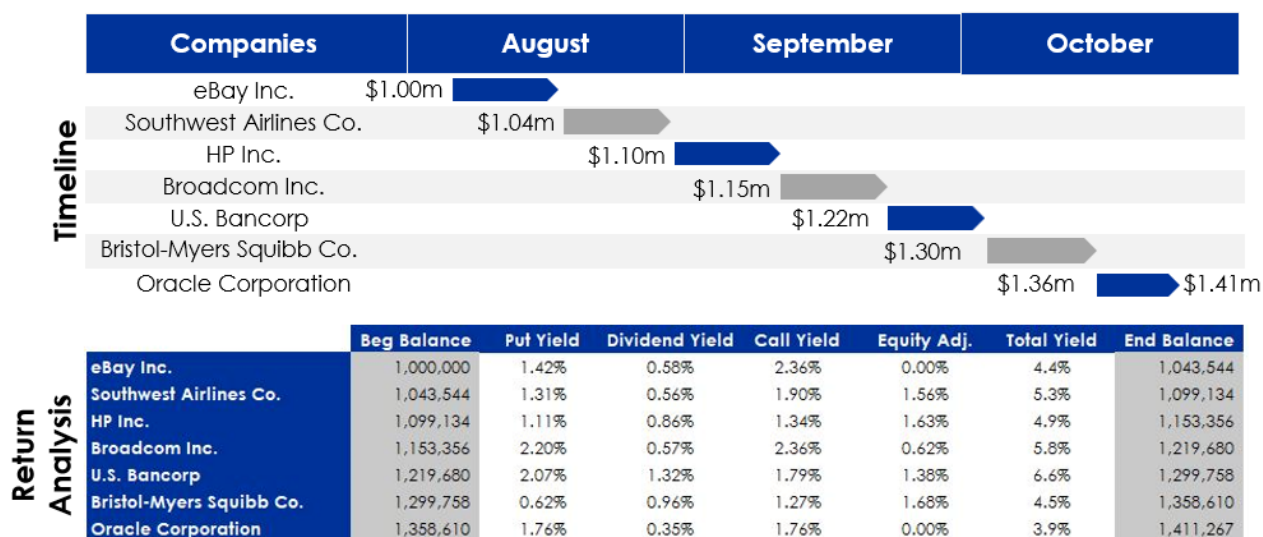 Companies August September October
Timeline
eBay Inc. $1.00m
Southwest Airlines Co. $1.04m
HP Inc. $1.10m
Broadcom Inc. $1.15m
U.S. Bancorp $1.22m
Bristol-Myers Squibb Co. $1.30m
Oracle Corporation $1.36m $1.41m
Return
Analysis
Beg Balance Put Yield Dividend Yield Call Yield Equity Adj. Total Yield End Balance
eBay Inc. 1,000,000 1.42% 0.58% 2.36% 0.00% 4.4% 1,043,544
Southwest Airlines Co. 1,043,544 1.31% 0.56% 1.90% 1.56% 5.3% 1,099,134
HP Inc. 1,099,134 1.11% 0.86% 1.34% 1.63% 4.9% 1,153,356
Broadcom Inc. 1,153,356 2.20% 0.57% 2.36% 0.62% 5.8% 1,219,680
U.S. Bancorp 1,219,680 2.07% 1.32% 1.79% 1.38% 6.6% 1,299,758
Bristol-Myers Squibb Co. 1,299,758 0.62% 0.96% 1.27% 1.68% 4.5% 1,358,610
Oracle Corporation 1,358,610 1.76% 0.35% 1.76% 0.00% 3.9% 1,411,267